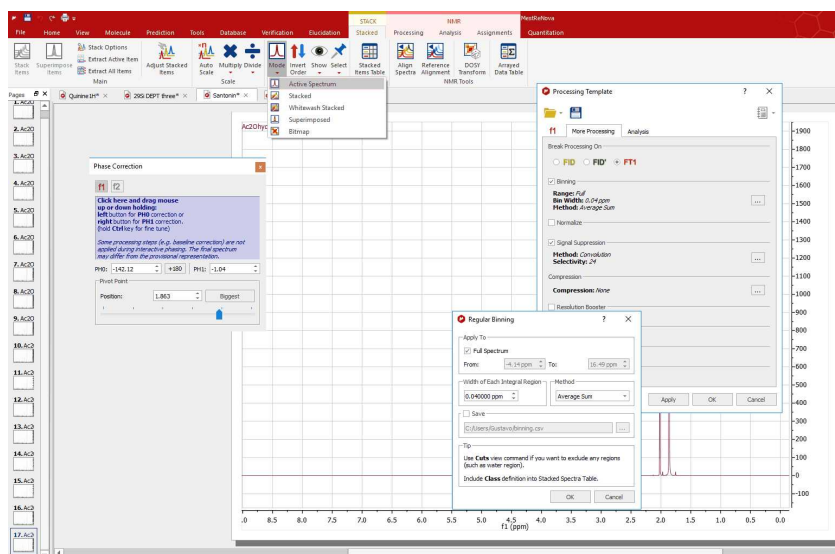 STACK NMR MestReNova
File Home View Molecule Prediction Tools Database Verification Elucidation Stacked Processing Analysis Assignments Quantitation
Stack Items
Superimpose Items
Stack Options
Extract Active Item
Extract All Items
Adjust Stacked Items
Auto Scale
Multiply
Divide
Mode
Invert Order
Show
Select
Stacked Items Table
Align Spectra
Reference Alignment
DOSY Transform
Arrayed Data Table
Main Scale NMR Tools
Active Spectrum
Stacked
Whitewash Stacked
Superimposed
Bitmap
Pages
Quinine1H* × 29Si DEPT three* × Santonin* ×
1. Ac2O
2. Ac2O
3. Ac2O
4. Ac2O
5. Ac2O
6. Ac2O
7. Ac2O
8. Ac2O
9. Ac2O
10. Ac2
11. Ac2
12. Ac2
13. Ac2
14. Ac2
15. Ac2
16. Ac2
17. Ac2
Ac2Ohyd
Phase Correction
f1 f2
Click here and drag mouse
up or down holding:
left button for PH0 correction or
right button for PH1 correction.
(hold Ctrl key for fine tune)
Some processing steps (e.g. baseline correction) are not
applied during interactive phasing. The final spectrum
may differ from the provisional representation.
PH0: -142.12 +180 PH1: -1.04
Pivot Point
Position: 1.863 Biggest
Processing Template ? ×
f1 More Processing Analysis
Break Processing On
FID FID' FT1
Binning
Range: Full
Bin Width: 0.04 ppm
Method: Average Sum
...
Normalize
Signal Suppression
Method: Convolution
Selectivity: 24
...
Compression
Compression: None ...
Resolution Booster
Apply OK Cancel
Regular Binning ? ×
Apply To
Full Spectrum
From: -4.14 ppm To: 16.49 ppm
Width of Each Integral Region
0.040000 ppm
Method
Average Sum
Save
C:/Users/Gustavo/binning.csv ...
Tip
Use Cuts view command if you want to exclude any regions
(such as water region).
Include Class definition into Stacked Spectra Table.
OK Cancel
1900
1800
1700
1600
1500
1400
1300
1200
1100
1000
900
800
700
600
500
400
300
200
100
0
-100
.0 8.5 8.0 7.5 7.0 6.5 6.0 5.5 5.0 4.5 4.0 3.5 3.0 2.5 2.0 1.5 1.0 0.5 0.0
f1 (ppm)